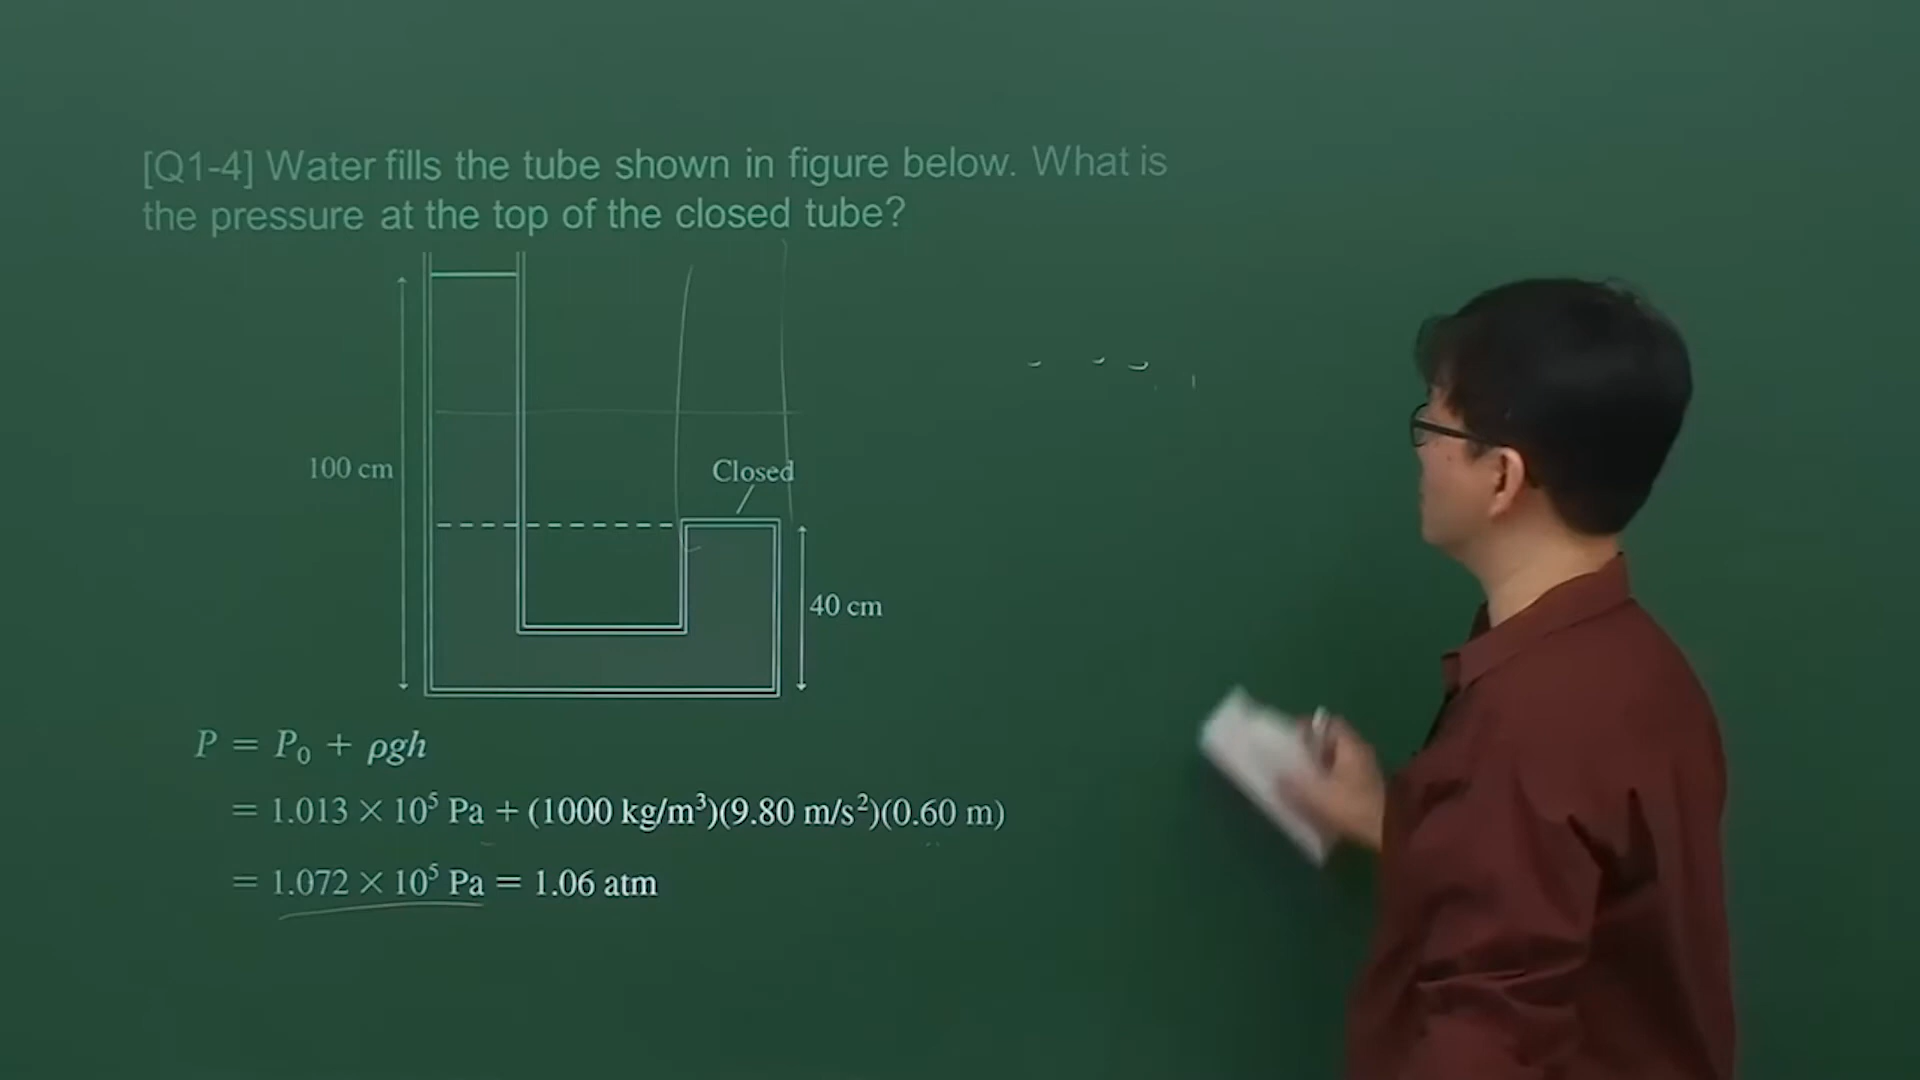 [Q1-4] Water fills the tube shown in figure below. What is
the pressure at the top of the closed tube?
100 cm
Closed
40 cm
P = P₀ + ρgh
= 1.013 × 10⁵ Pa + (1000 kg/m³)(9.80 m/s²)(0.60 m)
= 1.072 × 10⁵ Pa = 1.06 atm